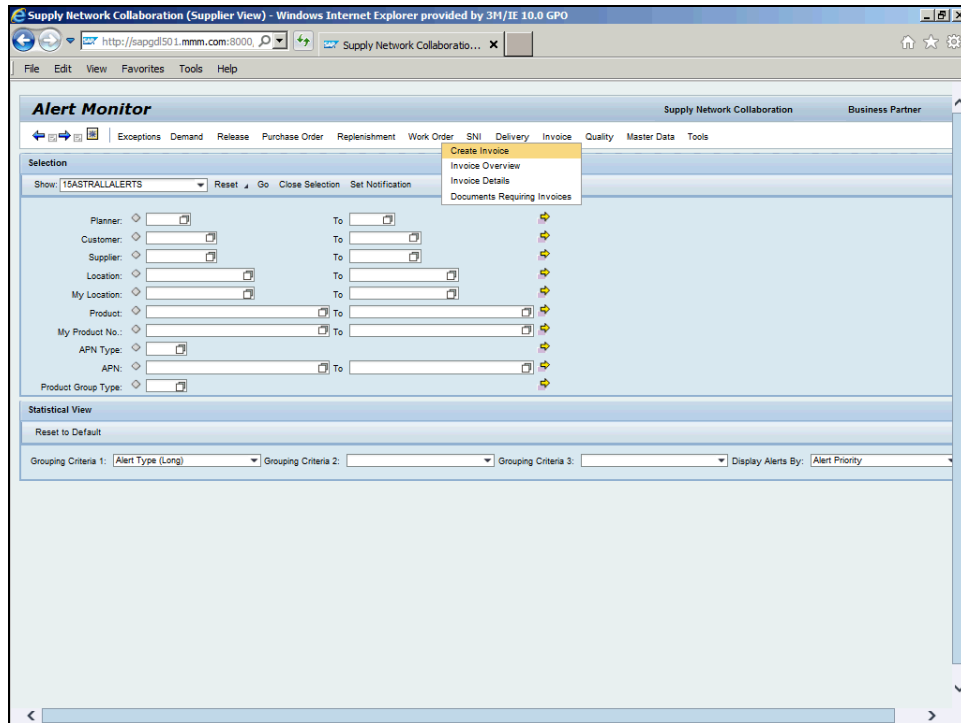 Supply Network Collaboration (Supplier View) - Windows Internet Explorer provided by 3M/IE 10.0 GPO
http://sapgdl501.mmm.com:8000, Supply Network Collaboratio...
File Edit View Favorites Tools Help
Alert Monitor Supply Network Collaboration Business Partner
Exceptions Demand Release Purchase Order Replenishment Work Order SNI Delivery Invoice Quality Master Data Tools
Create Invoice
Invoice Overview
Invoice Details
Documents Requiring Invoices
Selection
Show: 15ASTRALLALERTS Reset Go Close Selection Set Notification
Planner: To
Customer: To
Supplier: To
Location: To
My Location: To
Product: To
My Product No.: To
APN Type:
APN: To
Product Group Type:
Statistical View
Reset to Default
Grouping Criteria 1: Alert Type (Long) Grouping Criteria 2: Grouping Criteria 3: Display Alerts By: Alert Priority